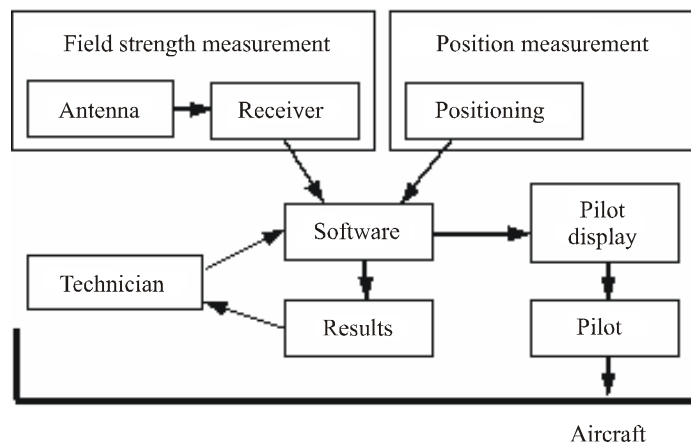 Field strength measurement
Position measurement
Antenna
Receiver
Positioning
Software
Pilot
display
Technician
Results
Pilot
Aircraft